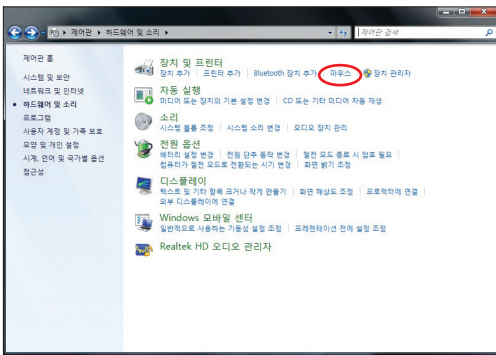 제어판 ▸ 하드웨어 및 소리 ▸
제어판 검색
제어판 홈
시스템 및 보안
네트워크 및 인터넷
하드웨어 및 소리
프로그램
사용자 계정 및 가족 보호
모양 및 개인 설정
시계, 언어 및 국가별 옵션
접근성
장치 및 프린터
장치 추가 | 프린터 추가 | Bluetooth 장치 추가 | 마우스 | 장치 관리자
자동 실행
미디어 또는 장치의 기본 설정 변경 | CD 또는 기타 미디어 자동 재생
소리
시스템 볼륨 조정 | 시스템 소리 변경 | 오디오 장치 관리
전원 옵션
배터리 설정 변경 | 전원 단추 동작 변경 | 절전 모드 종료 시 암호 필요 |
컴퓨터가 절전 모드로 전환되는 시기 변경 | 화면 밝기 조정
디스플레이
텍스트 및 기타 항목 크거나 작게 만들기 | 화면 해상도 조정 | 프로젝터에 연결 |
외부 디스플레이에 연결
Windows 모바일 센터
일반적으로 사용하는 기동성 설정 조정 | 프레젠테이션 전에 설정 조정
Realtek HD 오디오 관리자